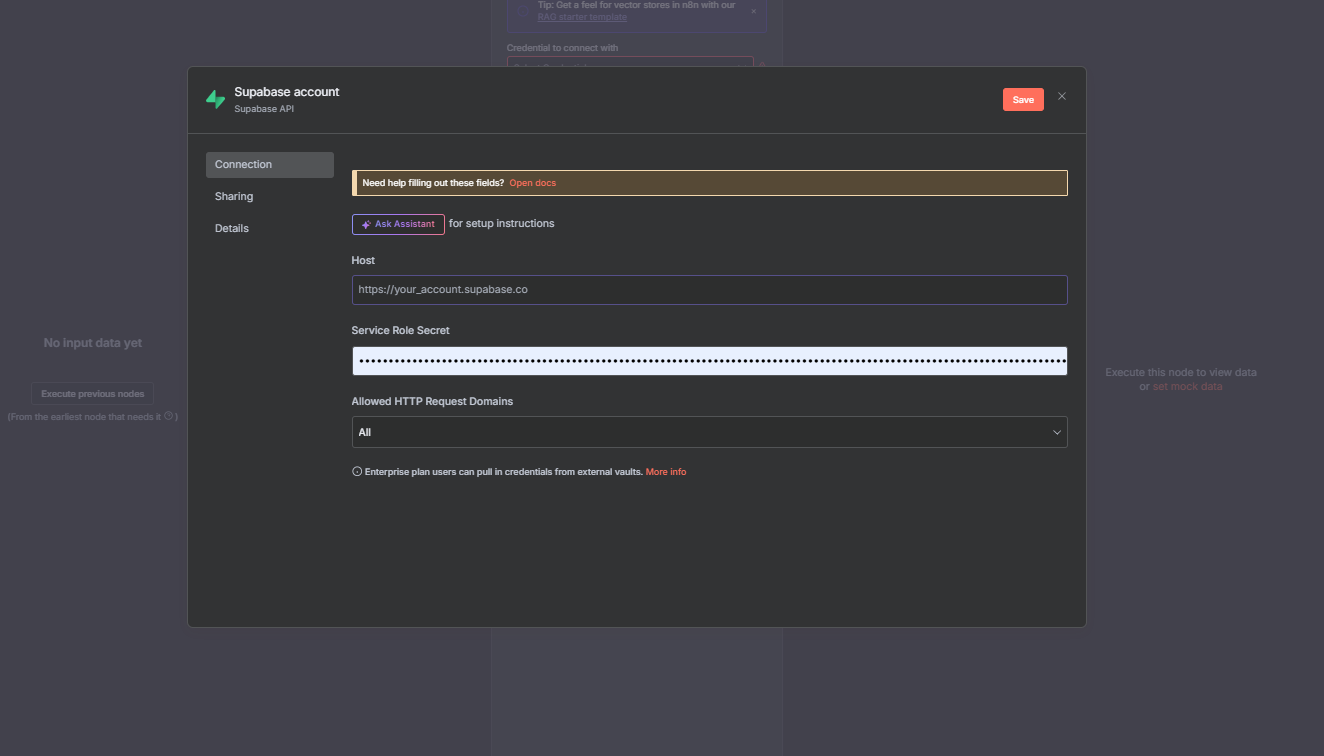 Tip: Get a feel for vector stores in n8n with our
RAG starter template
Credential to connect with
Supabase account
Supabase API
Save
Connection
Sharing
Details
Need help filling out these fields? Open docs
Ask Assistant for setup instructions
Host
https://your_account.supabase.co
Service Role Secret
Allowed HTTP Request Domains
All
Enterprise plan users can pull in credentials from external vaults. More info
No input data yet
Execute previous nodes
(From the earliest node that needs it )
Execute this node to view data
or set mock data